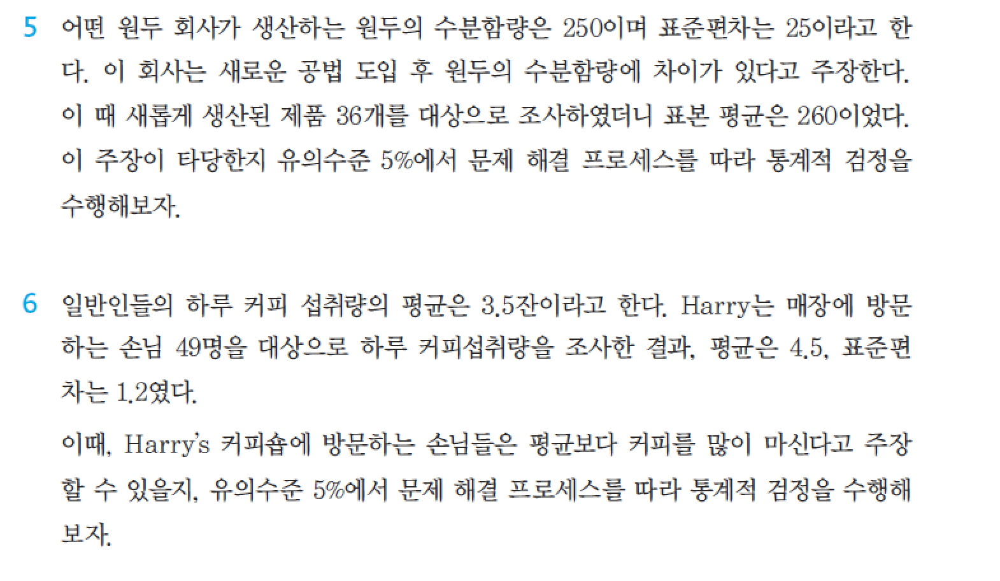 5 어떤 원두 회사가 생산하는 원두의 수분함량은 250이며 표준편차는 25이라고 한
다. 이 회사는 새로운 공법 도입 후 원두의 수분함량에 차이가 있다고 주장한다.
이 때 새롭게 생산된 제품 36개를 대상으로 조사하였더니 표본 평균은 260이었다.
이 주장이 타당한지 유의수준 5%에서 문제 해결 프로세스를 따라 통계적 검정을
수행해보자.
6 일반인들의 하루 커피 섭취량의 평균은 3.5잔이라고 한다. Harry는 매장에 방문
하는 손님 49명을 대상으로 하루 커피섭취량을 조사한 결과, 평균은 4.5, 표준편
차는 1.2였다.
이때, Harry's 커피숍에 방문하는 손님들은 평균보다 커피를 많이 마신다고 주장
할 수 있을지, 유의수준 5%에서 문제 해결 프로세스를 따라 통계적 검정을 수행해
보자.